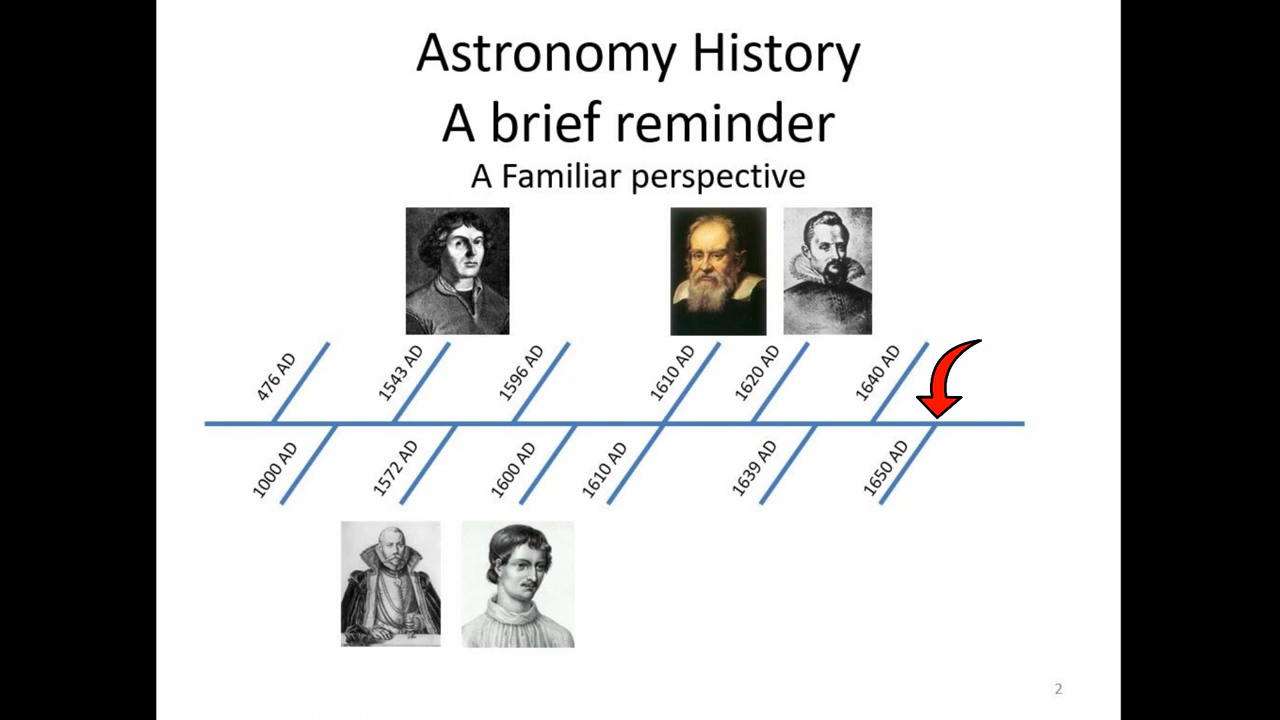 Astronomy History
A brief reminder
A Familiar perspective
476 AD
1543 AD
1596 AD
1610 AD
1620 AD
1640 AD
1000 AD
1572 AD
1600 AD
1610 AD
1639 AD
1650 AD
2